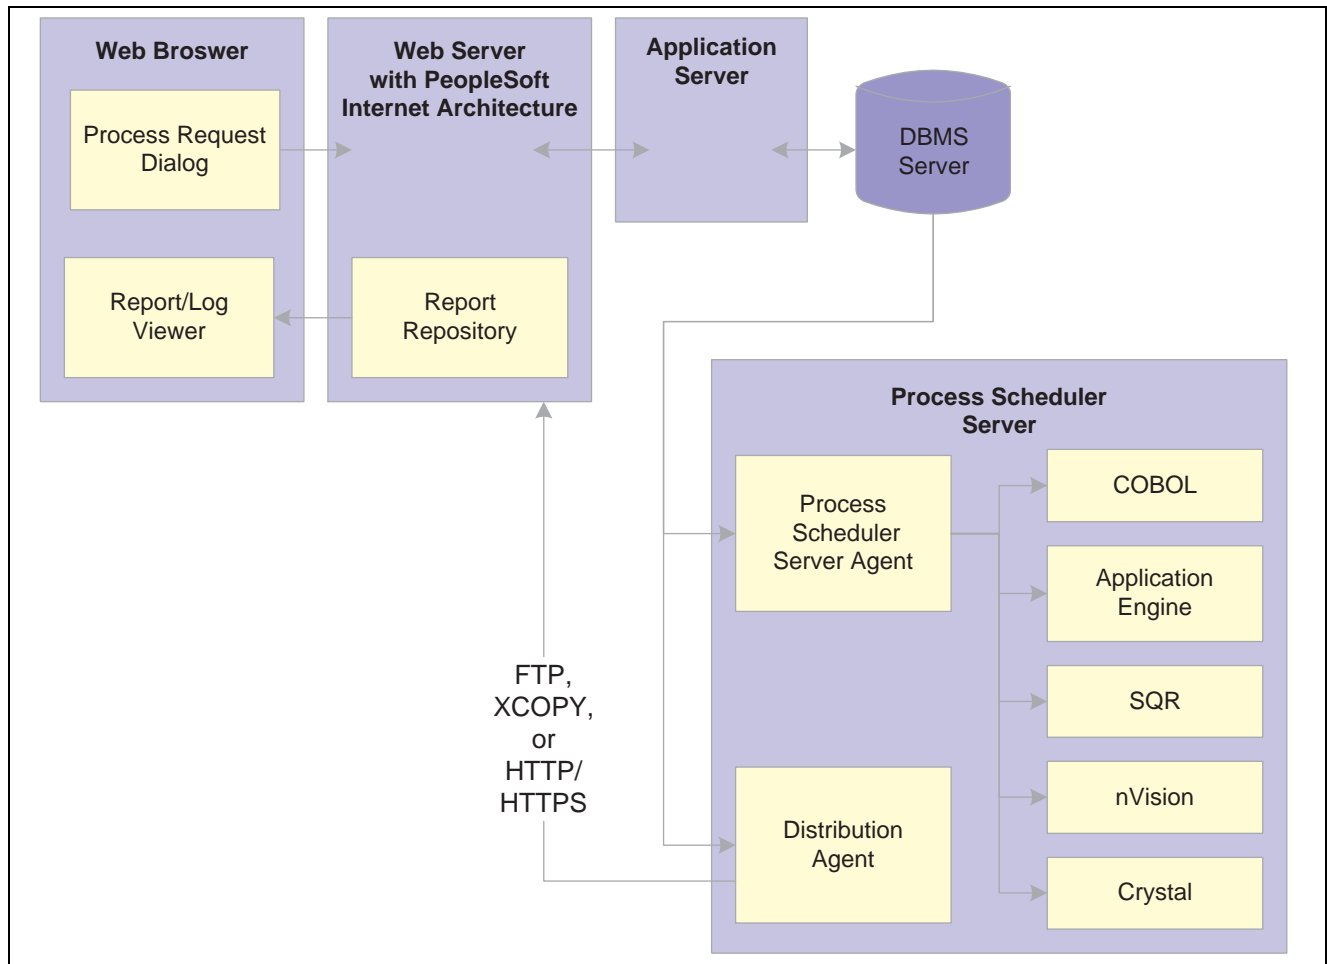 Web Broswer
Process Request
Dialog
Report/Log
Viewer
Web Server
with PeopleSoft
Internet Architecture
Report
Repository
Application
Server
DBMS
Server
FTP,
XCOPY,
or
HTTP/
HTTPS
Process Scheduler
Server
Process
Scheduler
Server Agent
Distribution
Agent
COBOL
Application
Engine
SQR
nVision
Crystal